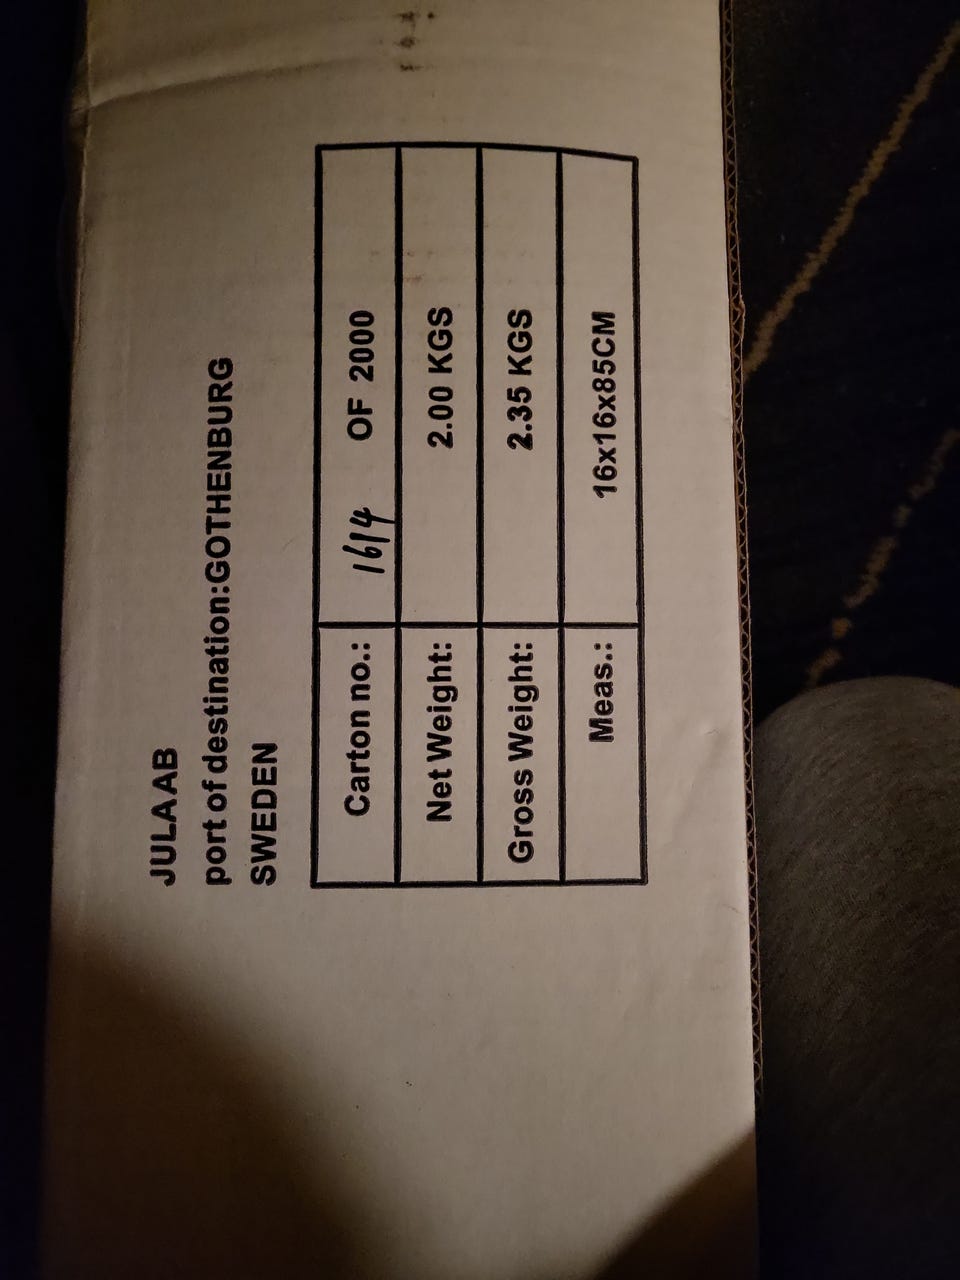 JULA AB
port of destination:GOTHENBURG
SWEDEN
Carton no.: 1614 OF 2000
Net Weight: 2.00 KGS
Gross Weight: 2.35 KGS
Meas.: 16x16x85CM